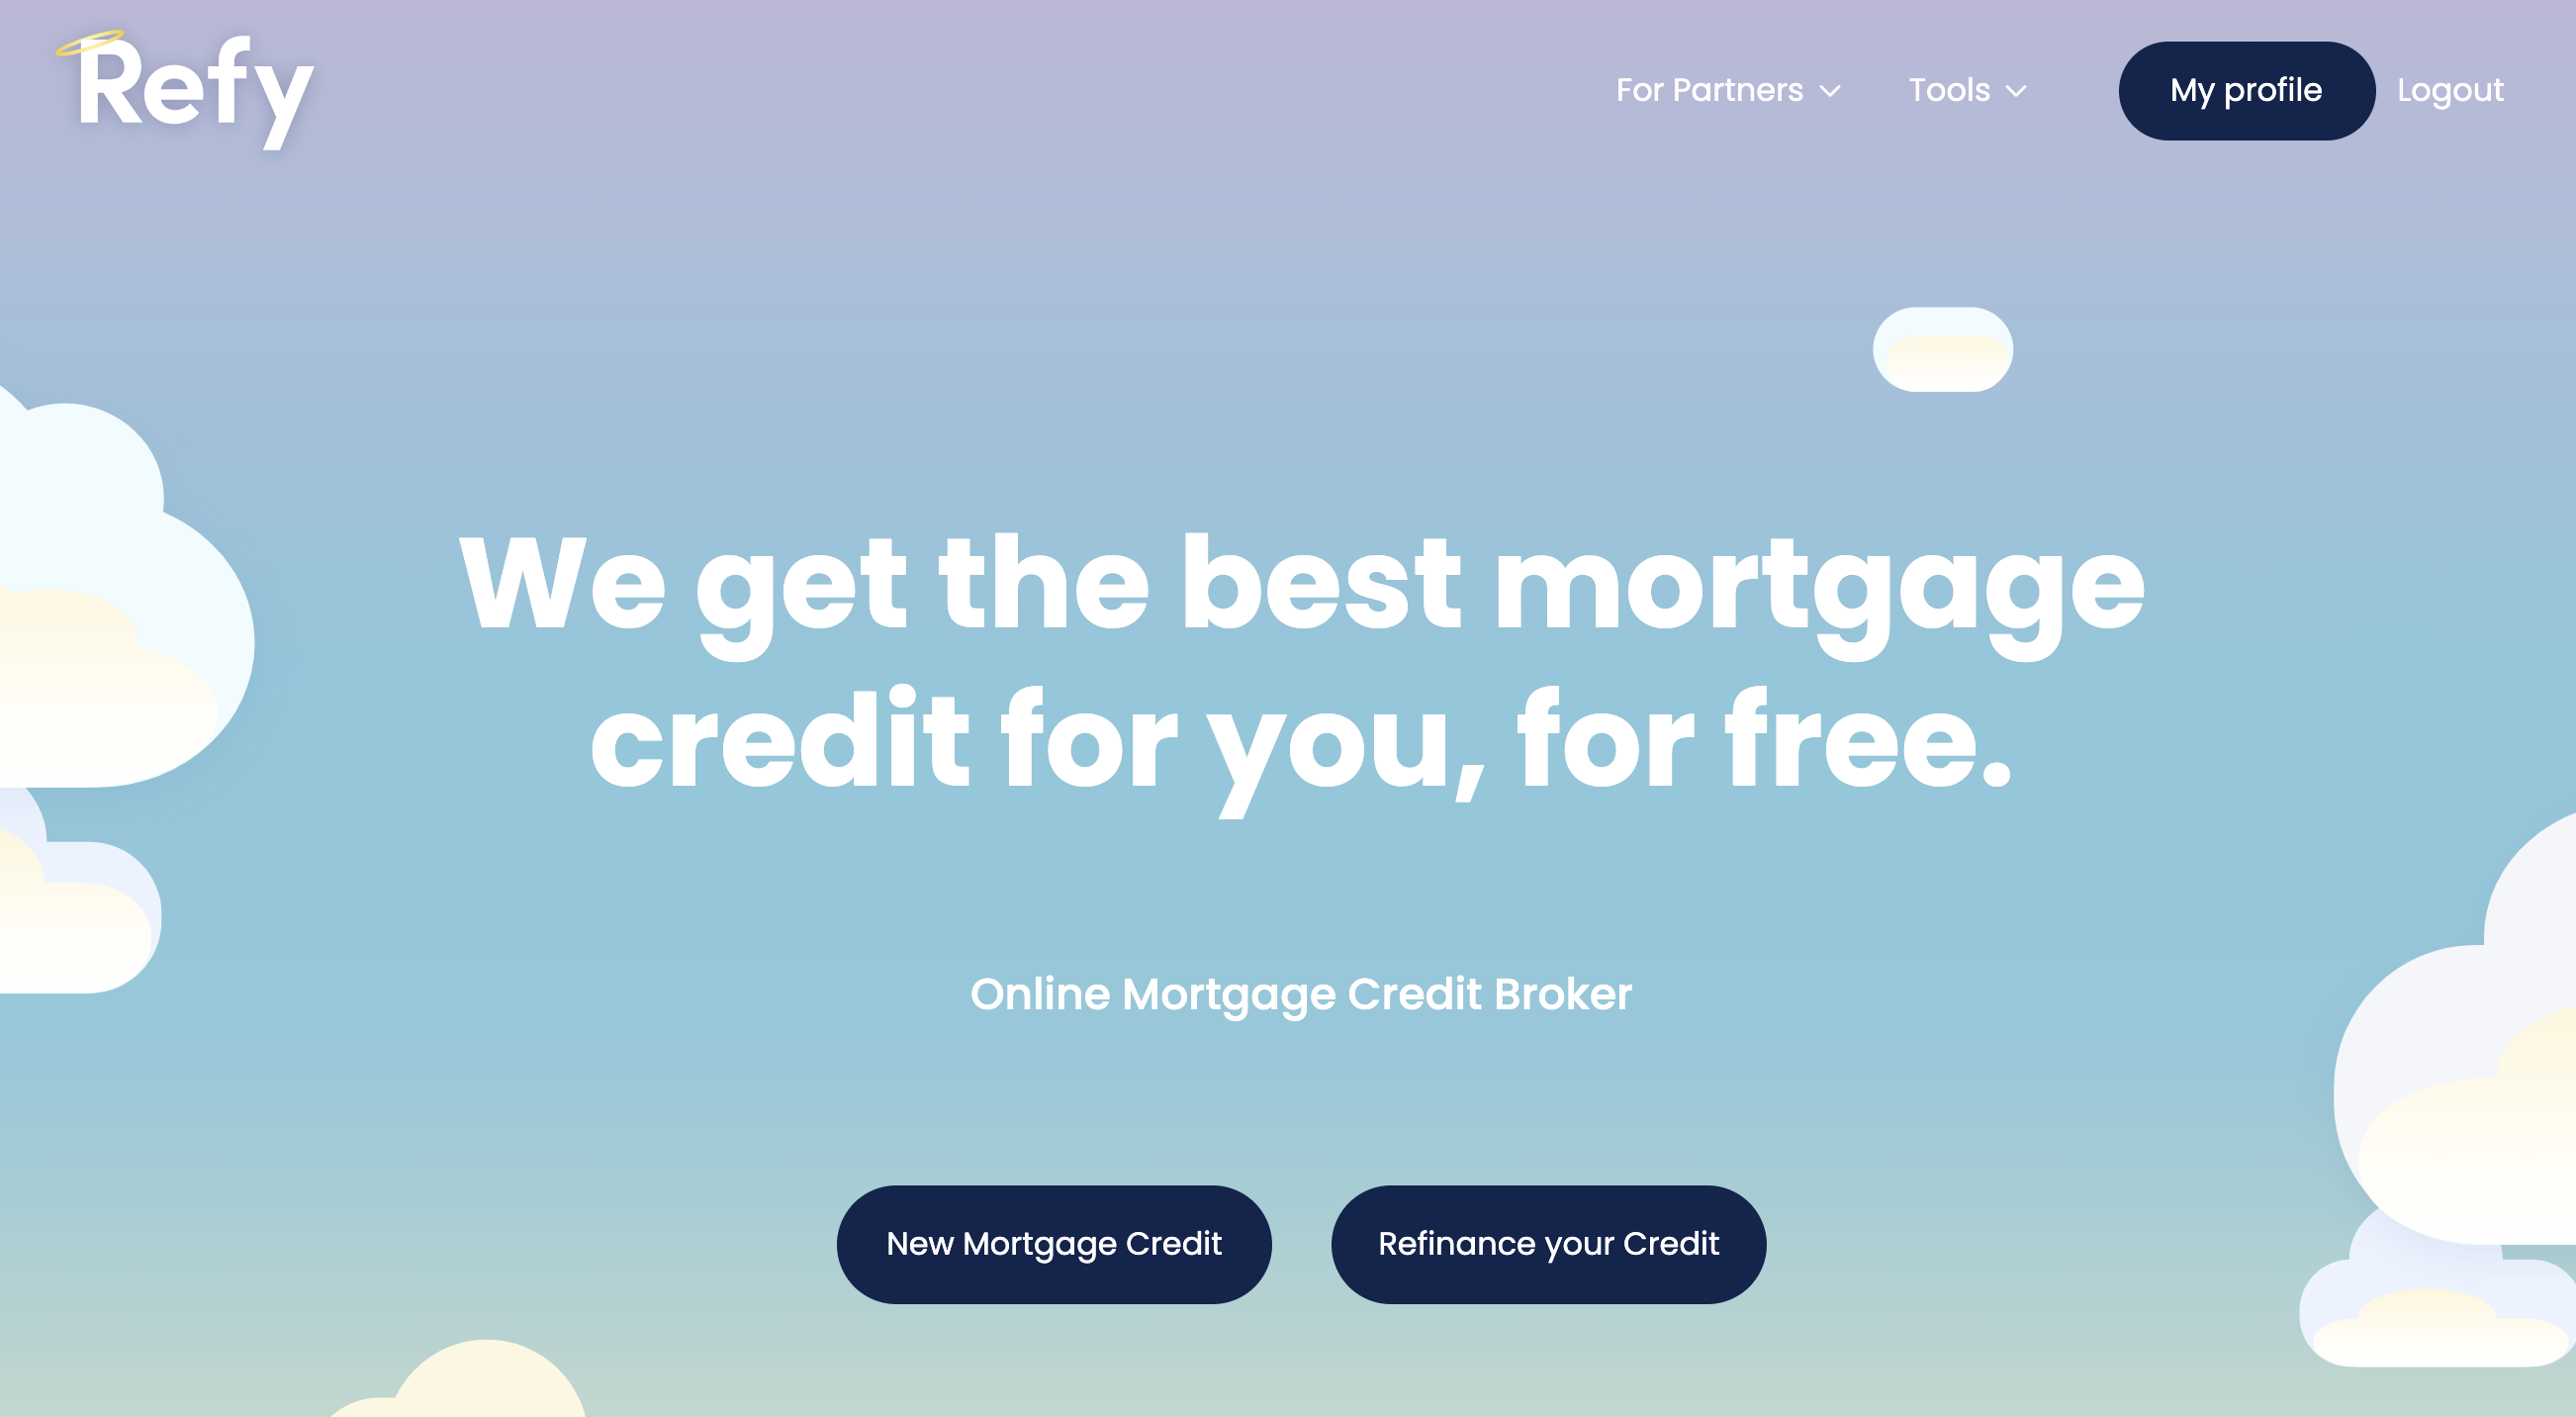 Refy
For Partners
Tools
My profile
Logout
We get the best mortgage
credit for you, for free.
Online Mortgage Credit Broker
New Mortgage Credit
Refinance your Credit